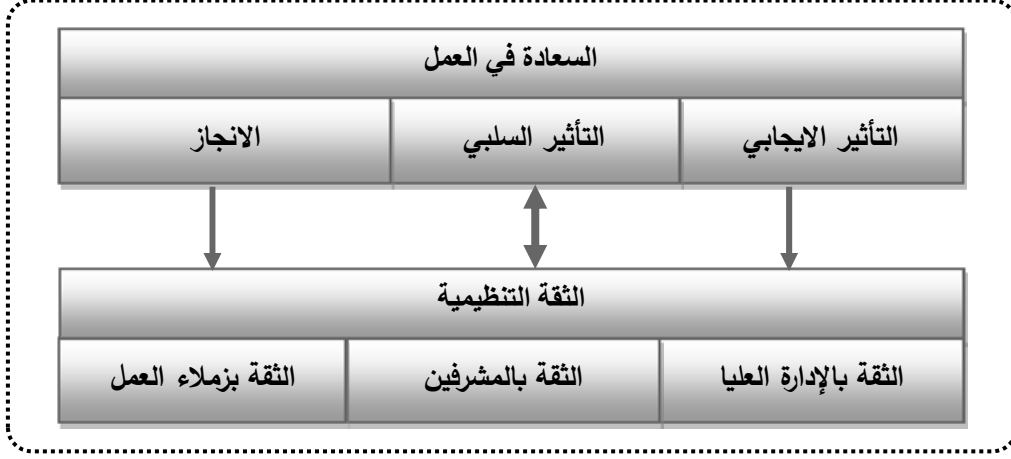 السعادة في العمل
التأثير الايجابي
التأثير السلبي
الانجاز
الثقة التنظيمية
الثقة بالإدارة العليا
الثقة بالمشرفين
الثقة بزملاء العمل